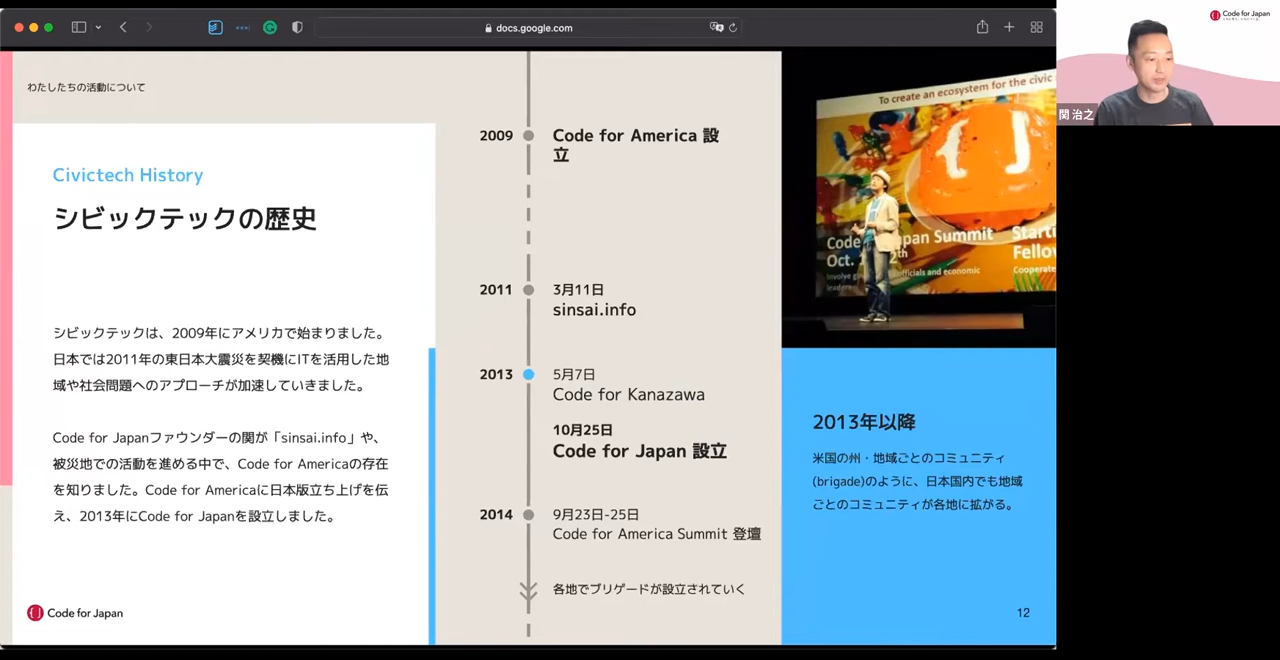 docs.google.com
わたしたちの活動について
Civictech History
シビックテックの歴史
シビックテックは、2009年にアメリカで始まりました。
日本では2011年の東日本大震災を契機にITを活用した地
域や社会問題へのアプローチが加速していきました。
Code for Japanファウンダーの関が「sinsai.info」や、
被災地での活動を進める中で、Code for Americaの存在
を知りました。Code for Americaに日本版立ち上げを伝
え、2013年にCode for Japanを設立しました。
Code for Japan
2009
Code for America 設
立
2011
3月11日
sinsai.info
2013
5月7日
Code for Kanazawa
10月25日
Code for Japan 設立
2014
9月23日-25日
Code for America Summit 登壇
各地でブリゲードが設立されていく
To create an ecosystem for the civic
Code
pan Summit
Oct.
officials and economic
Fellow
Cooperate
2013年以降
米国の州・地域ごとのコミュニティ
(brigade)のように、日本国内でも地域
ごとのコミュニティが各地に拡がる。
12
Code for Japan
関 治之